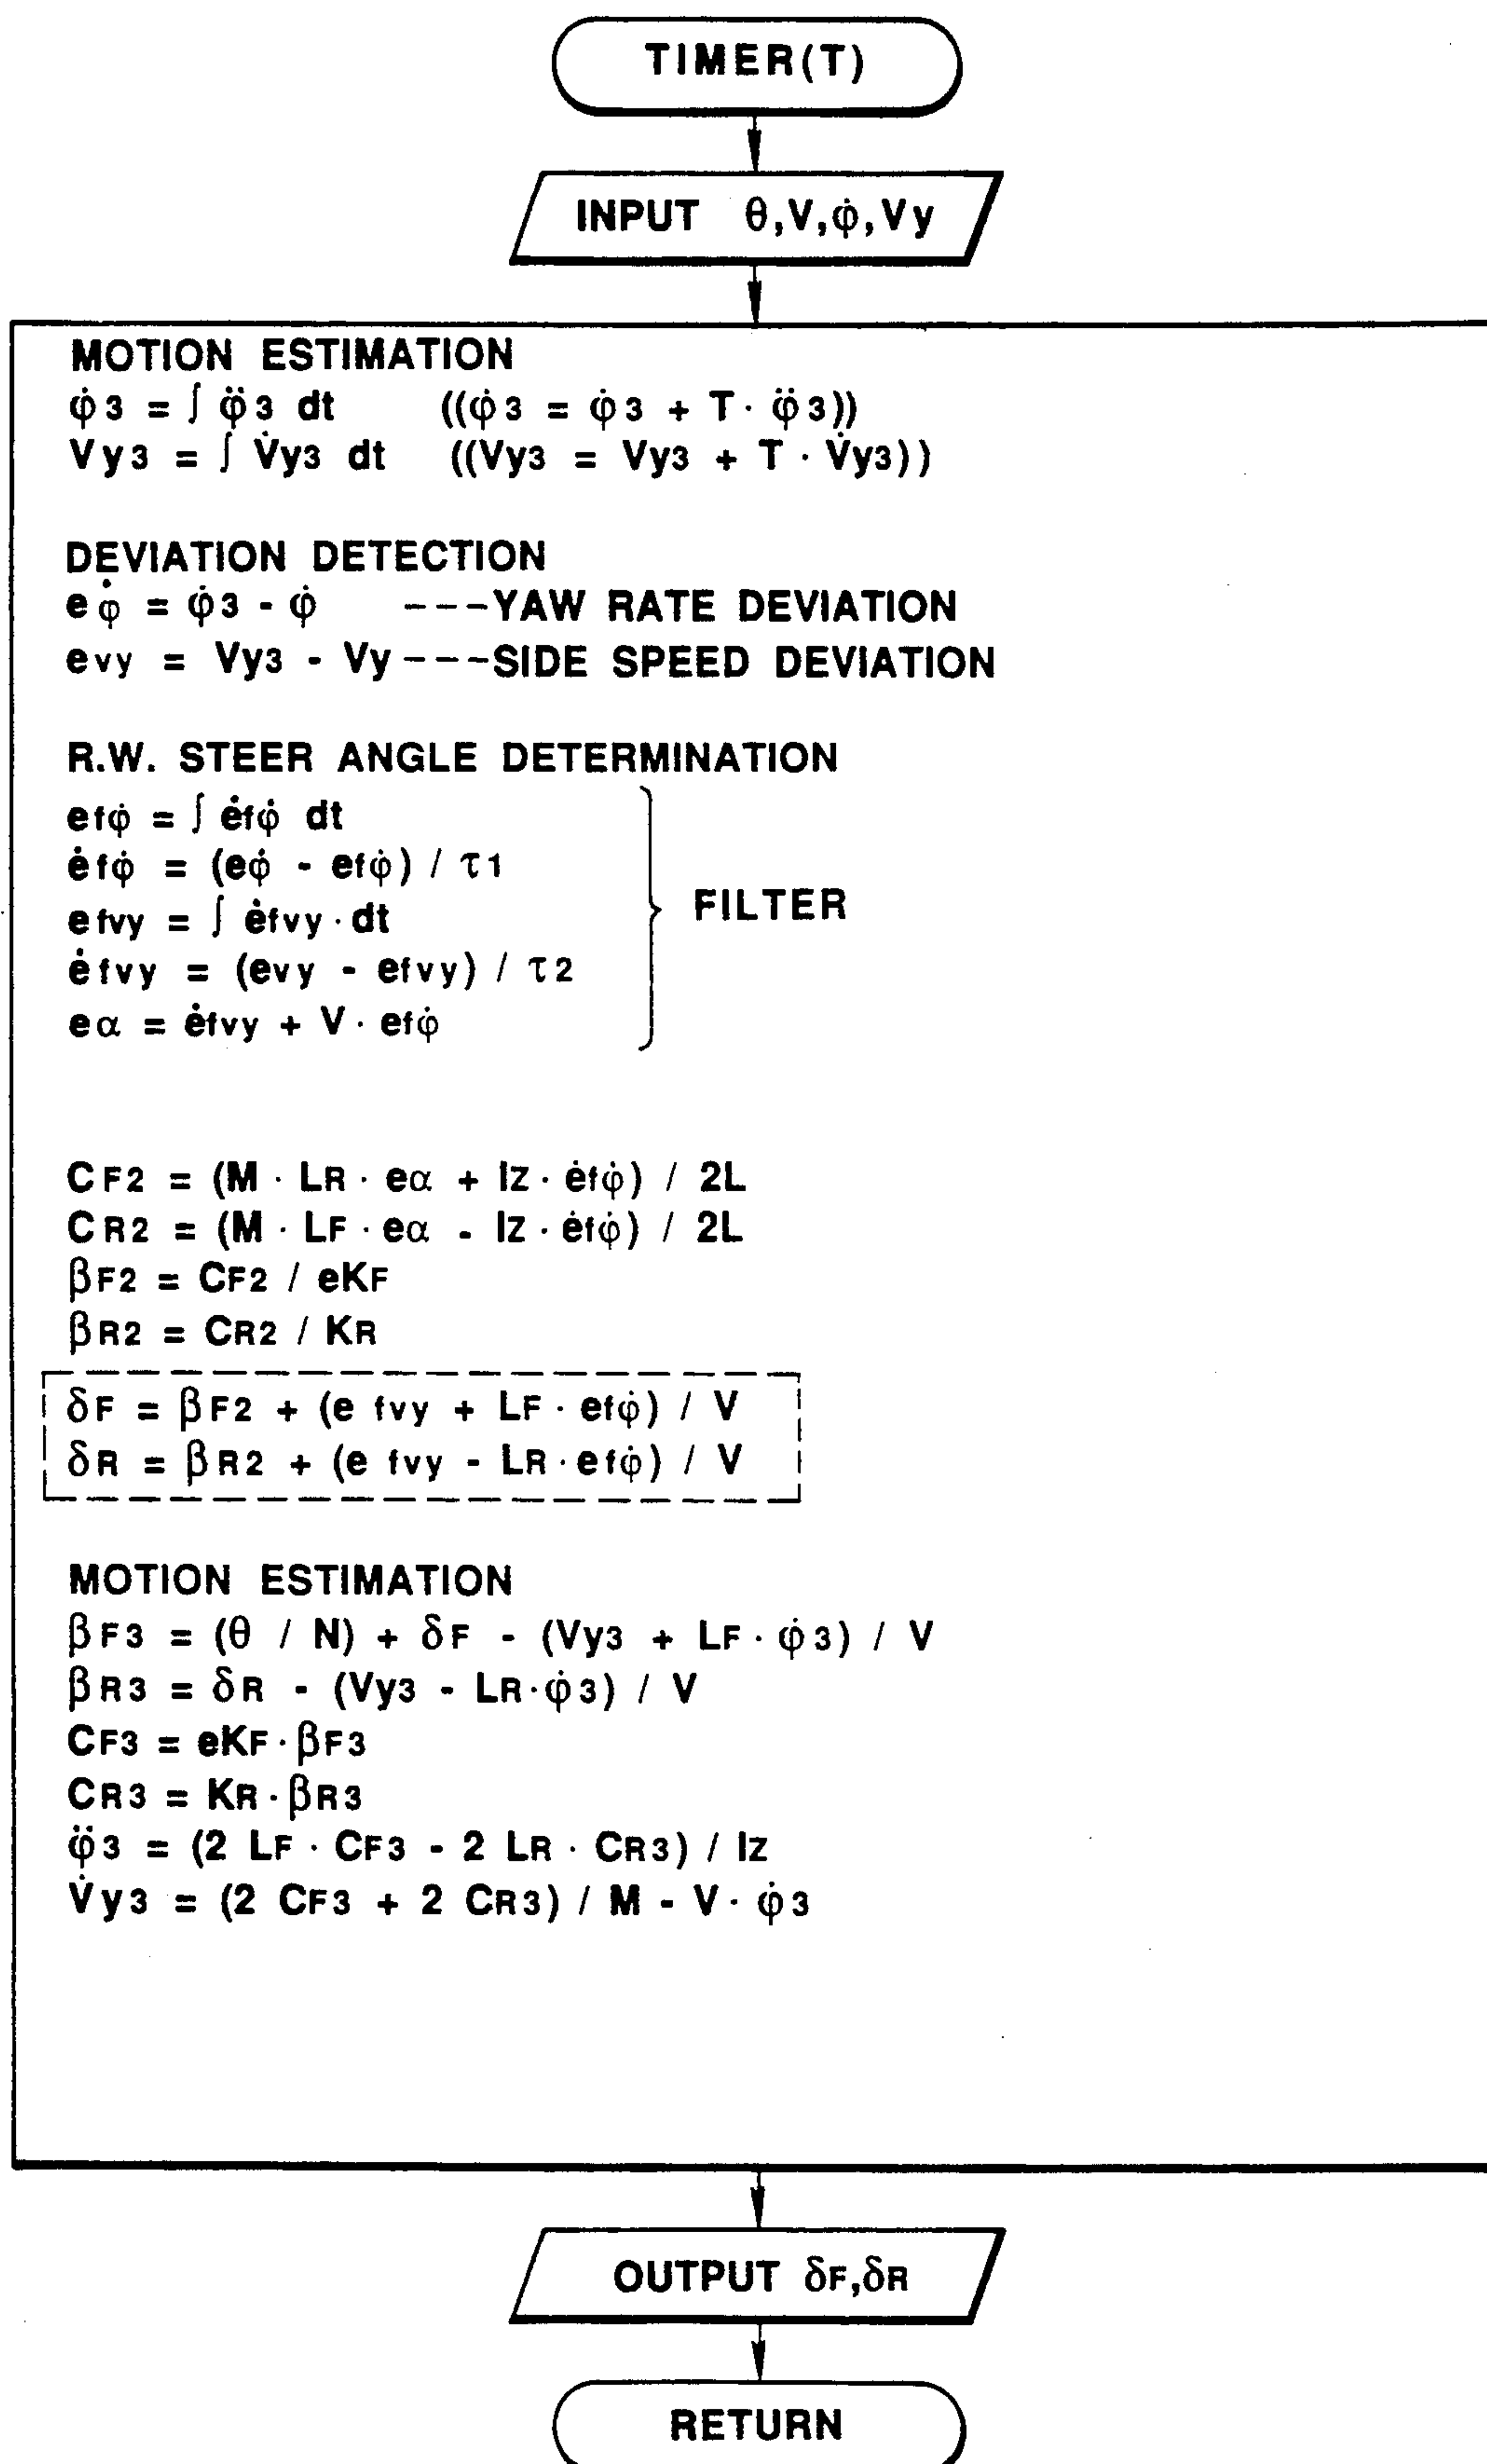 TIMER(T)
INPUT θ,V,φ̇,Vy
MOTION ESTIMATION
φ̇3 = ∫ φ̈3 dt ((φ̇3 = φ̇3 + T· φ̈3))
Vy3 = ∫ V̇y3 dt ((Vy3 = Vy3 + T · V̇y3))
DEVIATION DETECTION
eφ̇ = φ̇3 - φ̇ ---YAW RATE DEVIATION
evy = Vy3 - Vy ---SIDE SPEED DEVIATION
R.W. STEER ANGLE DETERMINATION
efφ̇ = ∫ ėfφ̇ dt
ėfφ̇ = (eφ̇ - efφ̇) / τ1
efvy = ∫ ėfvy · dt
ėfvy = (evy - efvy) / τ2
eα = ėfvy + V · efφ̇
FILTER
CF2 = (M · LR · eα + IZ · ėfφ̇) / 2L
CR2 = (M · LF · eα - IZ · ėfφ̇) / 2L
βF2 = CF2 / eKF
βR2 = CR2 / KR
δF = βF2 + (e fvy + LF · efφ̇) / V
δR = βR2 + (e fvy - LR · efφ̇) / V
MOTION ESTIMATION
βF3 = (θ / N) + δF - (Vy3 + LF · φ̇3) / V
βR3 = δR - (Vy3 - LR·φ̇3) / V
CF3 = eKF · βF3
CR3 = KR · βR3
φ̈3 = (2 LF · CF3 - 2 LR · CR3) / IZ
V̇y3 = (2 CF3 + 2 CR3) / M - V· φ̇3
OUTPUT δF,δR
RETURN